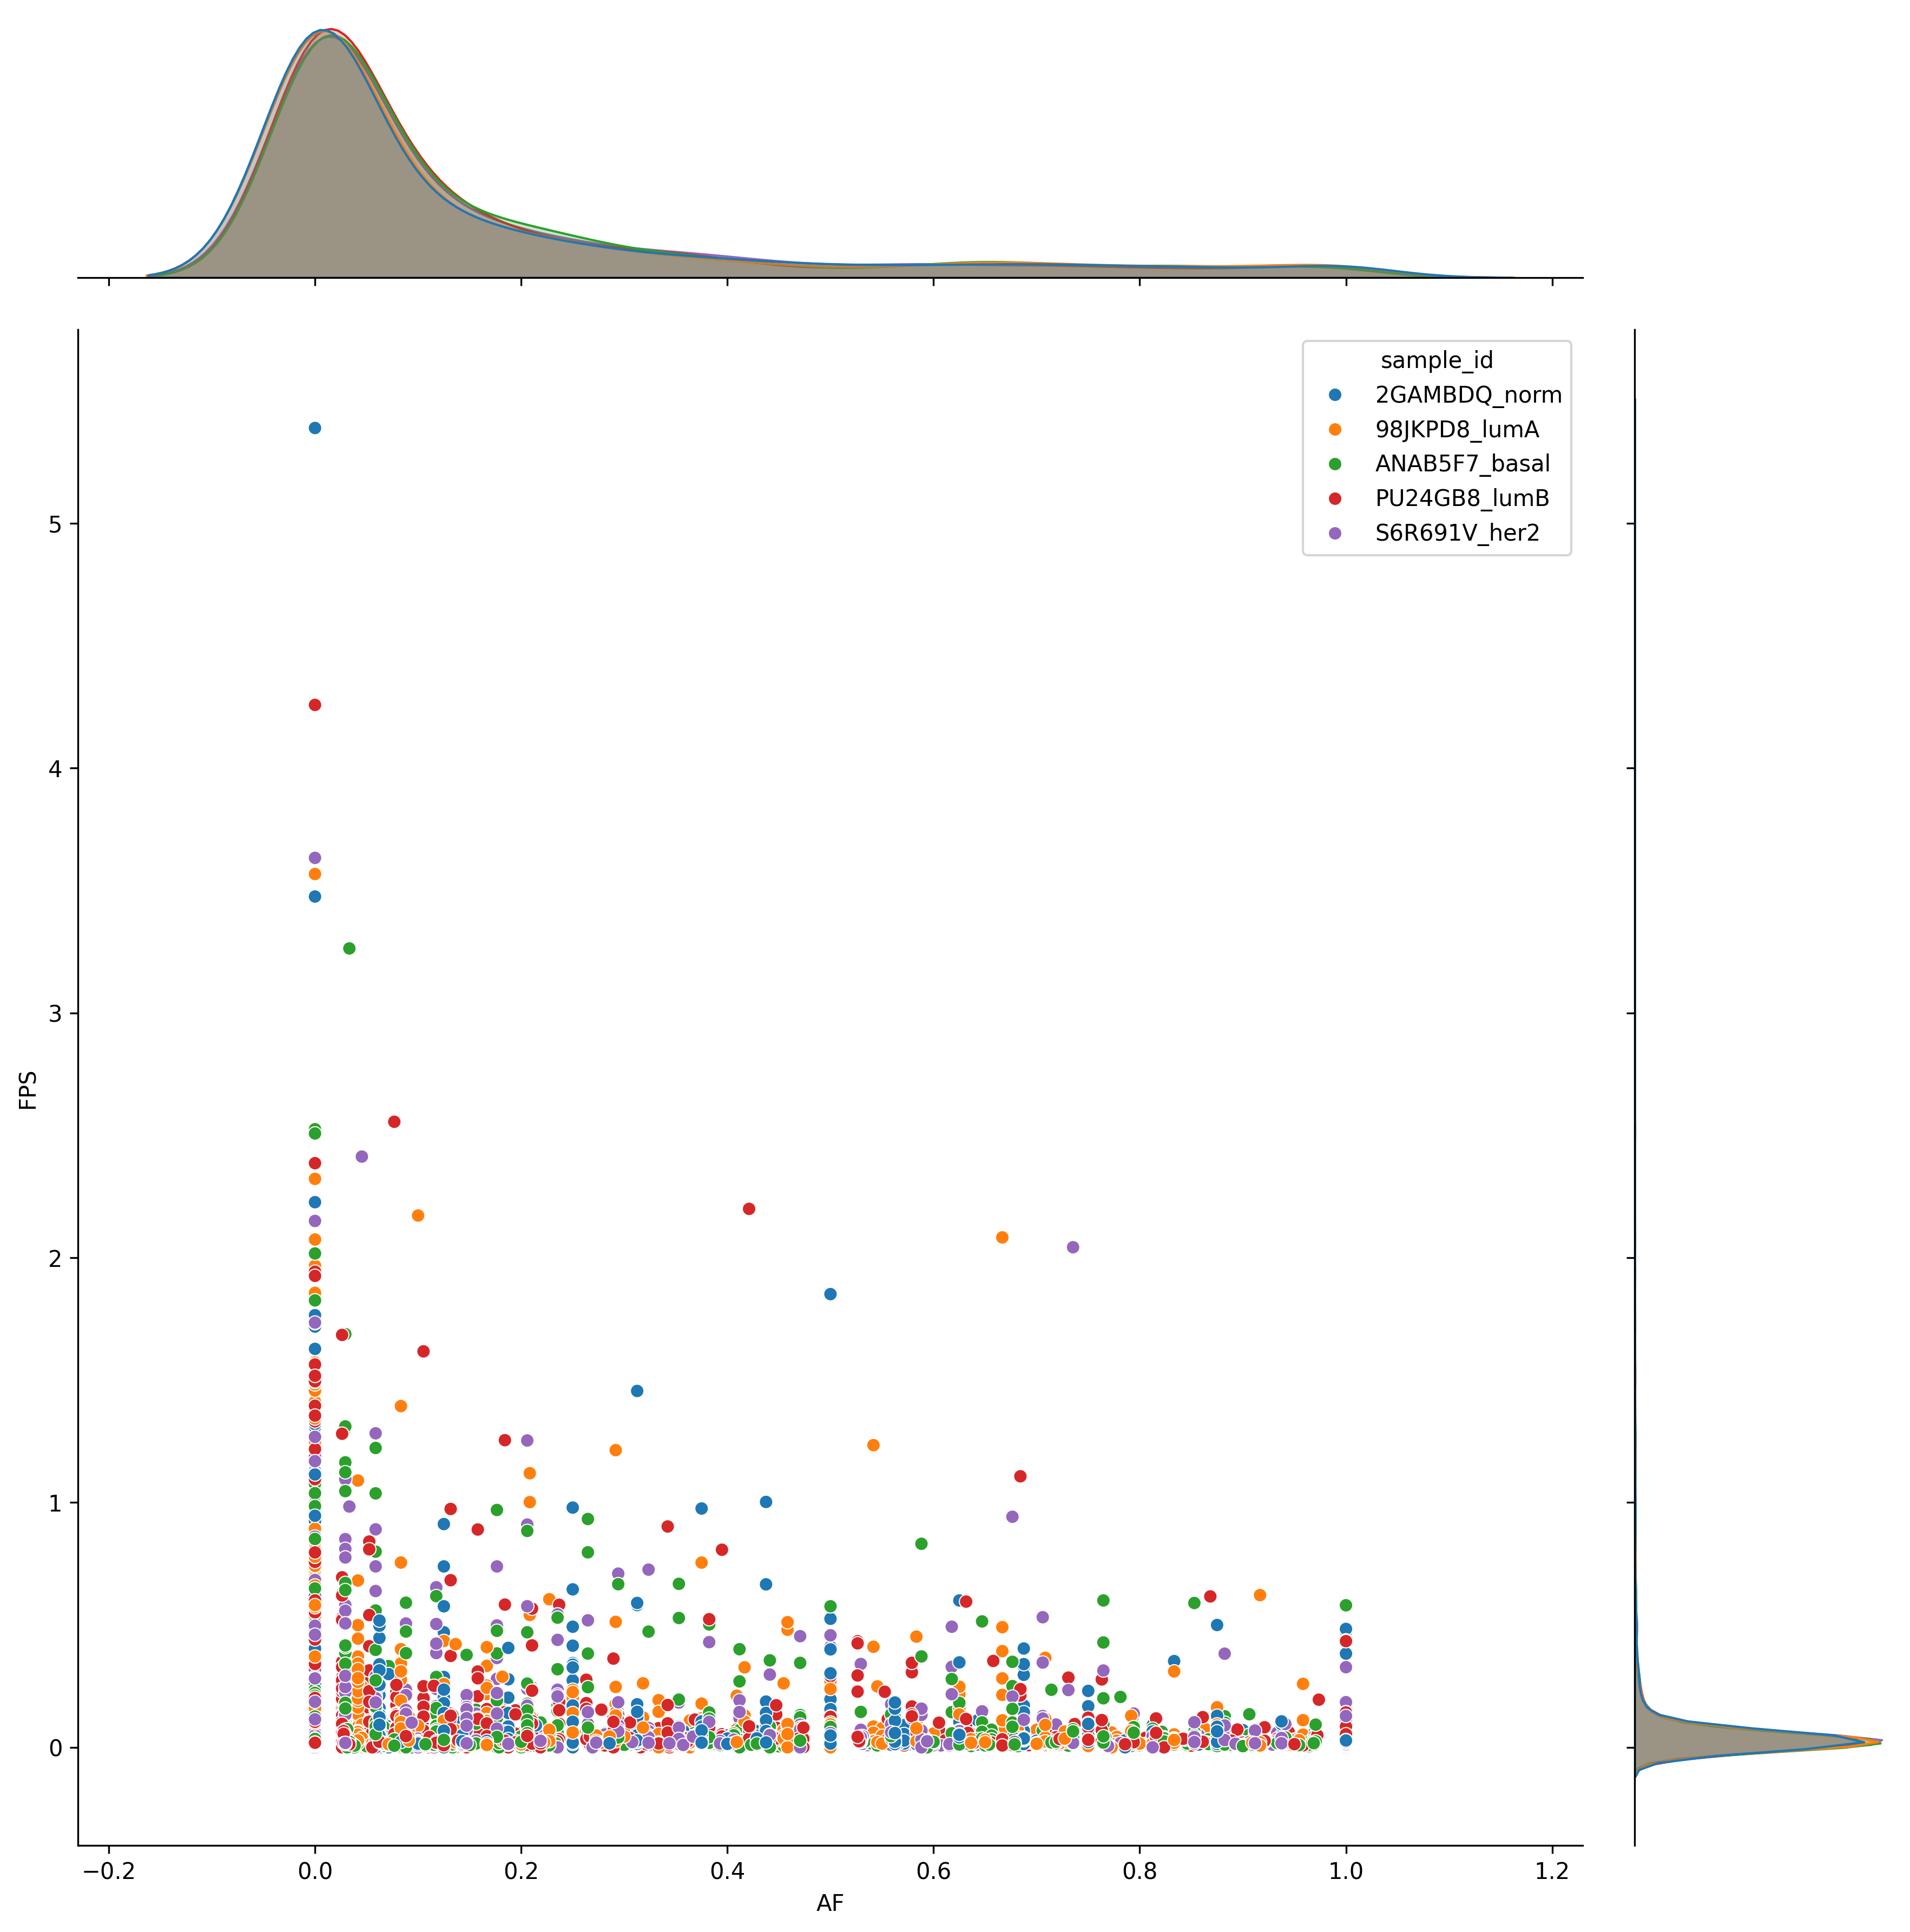 sample_id
2GAMBDQ_norm
98JKPD8_lumA
ANAB5F7_basal
PU24GB8_lumB
S6R691V_her2
5
4
3
2
1
0
FPS
−0.2
0.0
0.2
0.4
0.6
0.8
1.0
1.2
AF